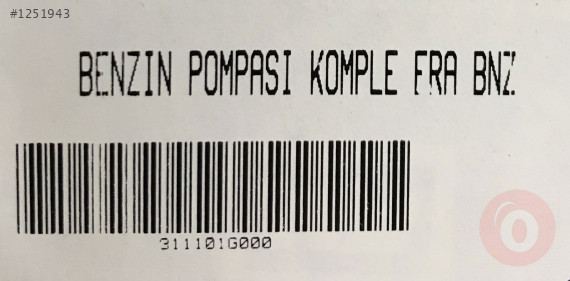 #1251943
BENZIN POMPASI KOMPLE FRA BNZ
311101G000